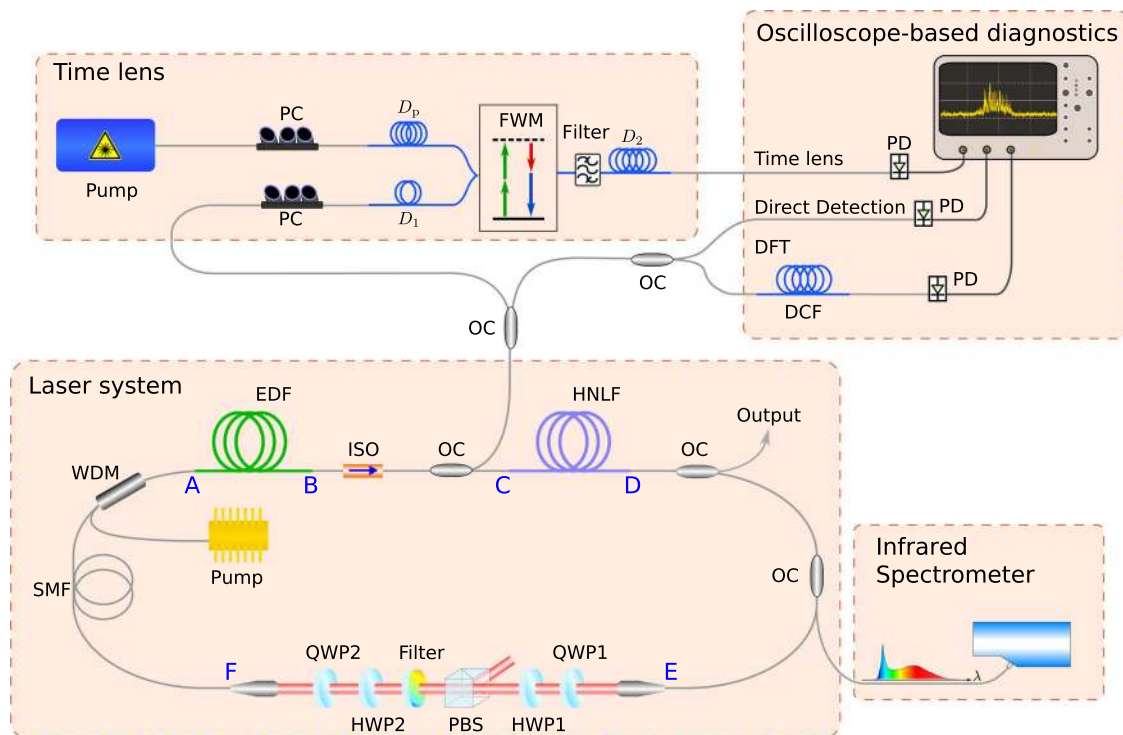 Oscilloscope-based diagnostics
Time lens
PC
Dp
FWM
Filter
D2
Pump
PC
D1
Time lens
PD
Direct Detection
PD
DFT
PD
DCF
OC
OC
Laser system
EDF
HNLF
Output
ISO
OC
OC
WDM
A
B
C
D
Pump
SMF
OC
Infrared
Spectrometer
F
QWP2
Filter
QWP1
E
HWP2
PBS
HWP1
λ